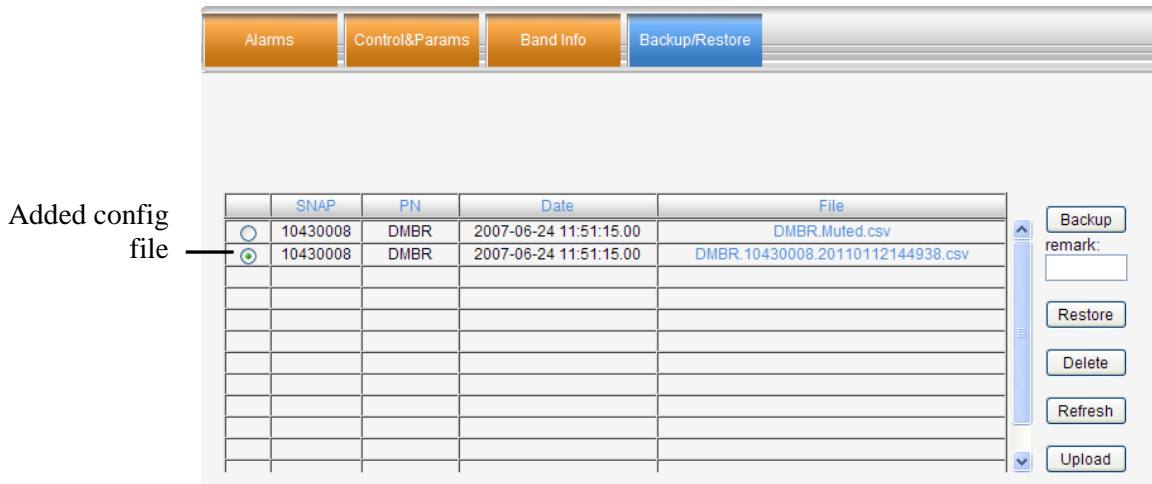 Alarms Control&Params Band Info Backup/Restore
Added config
file
SNAP PN Date File
10430008 DMBR 2007-06-24 11:51:15.00 DMBR.Muted.csv
10430008 DMBR 2007-06-24 11:51:15.00 DMBR.10430008.20110112144938.csv
Backup
remark:
Restore
Delete
Refresh
Upload